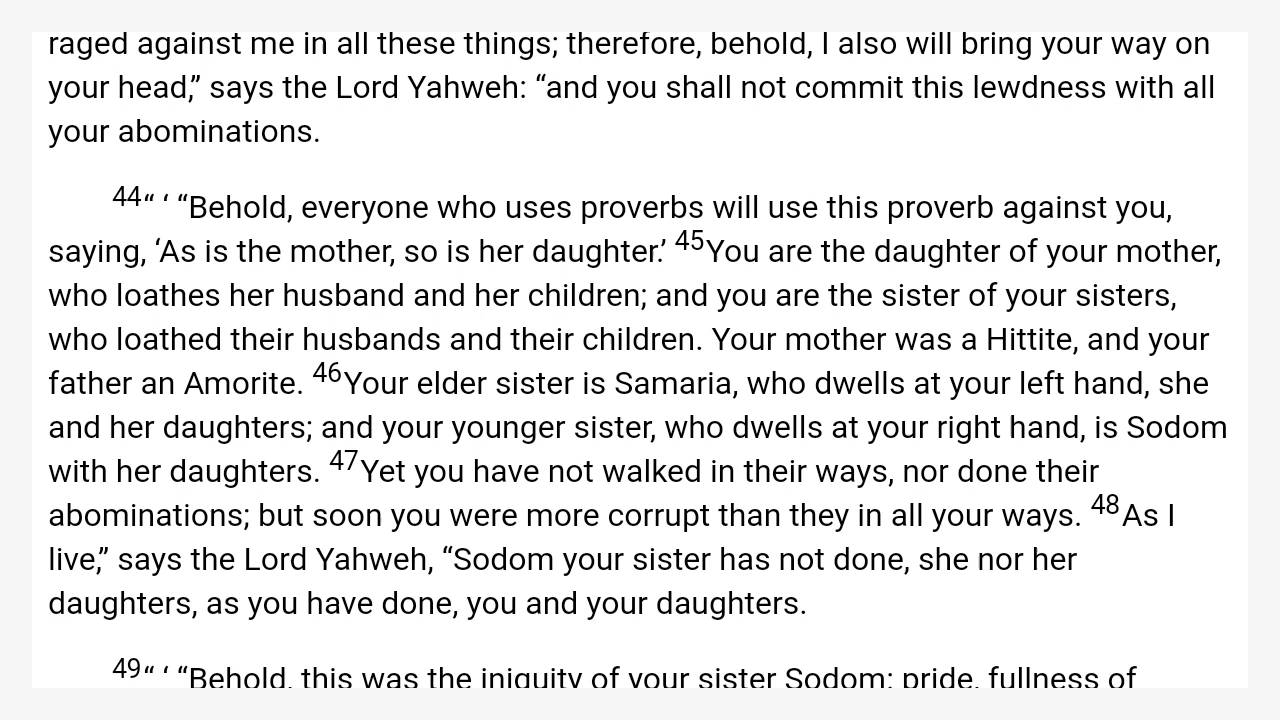 raged against me in all these things; therefore, behold, I also will bring your way on
your head,” says the Lord Yahweh: “and you shall not commit this lewdness with all
your abominations.
44“ ‘ “Behold, everyone who uses proverbs will use this proverb against you,
saying, ‘As is the mother, so is her daughter.’ 45You are the daughter of your mother,
who loathes her husband and her children; and you are the sister of your sisters,
who loathed their husbands and their children. Your mother was a Hittite, and your
father an Amorite. 46Your elder sister is Samaria, who dwells at your left hand, she
and her daughters; and your younger sister, who dwells at your right hand, is Sodom
with her daughters. 47Yet you have not walked in their ways, nor done their
abominations; but soon you were more corrupt than they in all your ways. 48As I
live,” says the Lord Yahweh, “Sodom your sister has not done, she nor her
daughters, as you have done, you and your daughters.
49“ ‘ “Behold, this was the iniquity of your sister Sodom: pride, fullness of